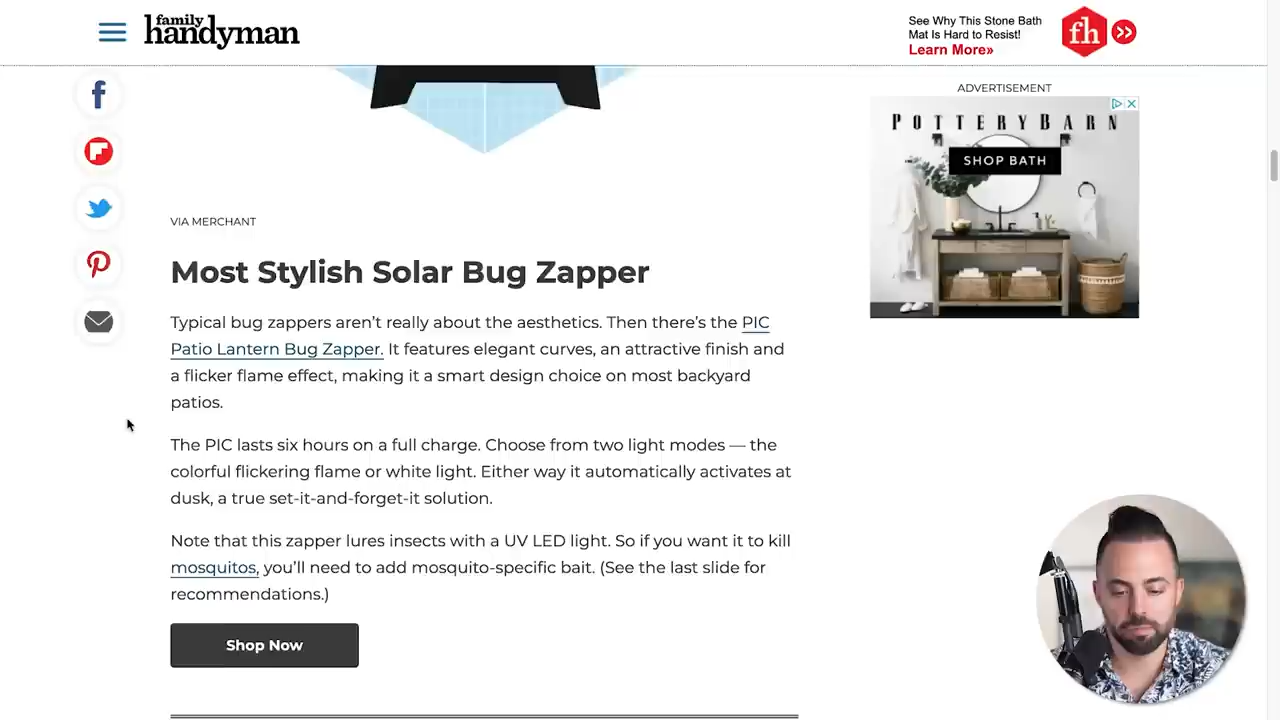 family
handyman
See Why This Stone Bath
Mat Is Hard to Resist!
Learn More»
fh
ADVERTISEMENT
POTTERYBARN
SHOP BATH
VIA MERCHANT
Most Stylish Solar Bug Zapper
Typical bug zappers aren’t really about the aesthetics. Then there’s the PIC
Patio Lantern Bug Zapper. It features elegant curves, an attractive finish and
a flicker flame effect, making it a smart design choice on most backyard
patios.
The PIC lasts six hours on a full charge. Choose from two light modes — the
colorful flickering flame or white light. Either way it automatically activates at
dusk, a true set-it-and-forget-it solution.
Note that this zapper lures insects with a UV LED light. So if you want it to kill
mosquitos, you’ll need to add mosquito-specific bait. (See the last slide for
recommendations.)
Shop Now